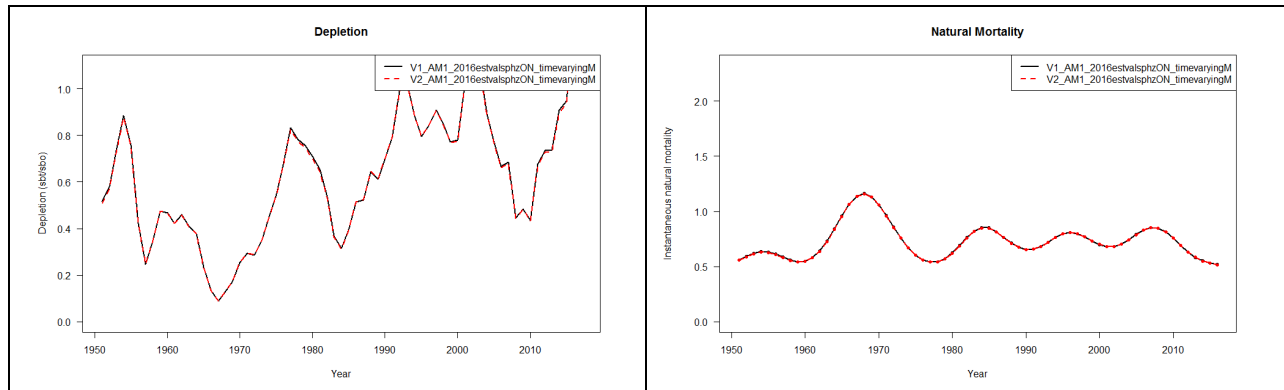 Depletion
V1_AM1_2016estvalsphzON_timevaryingM
V2_AM1_2016estvalsphzON_timevaryingM
Depletion (sbt/sbo)
1.0
0.8
0.6
0.4
0.2
0.0
1950 1960 1970 1980 1990 2000 2010
Year
Natural Mortality
V1_AM1_2016estvalsphzON_timevaryingM
V2_AM1_2016estvalsphzON_timevaryingM
Instantaneous natural mortality
2.0
1.5
1.0
0.5
0.0
1950 1960 1970 1980 1990 2000 2010
Year